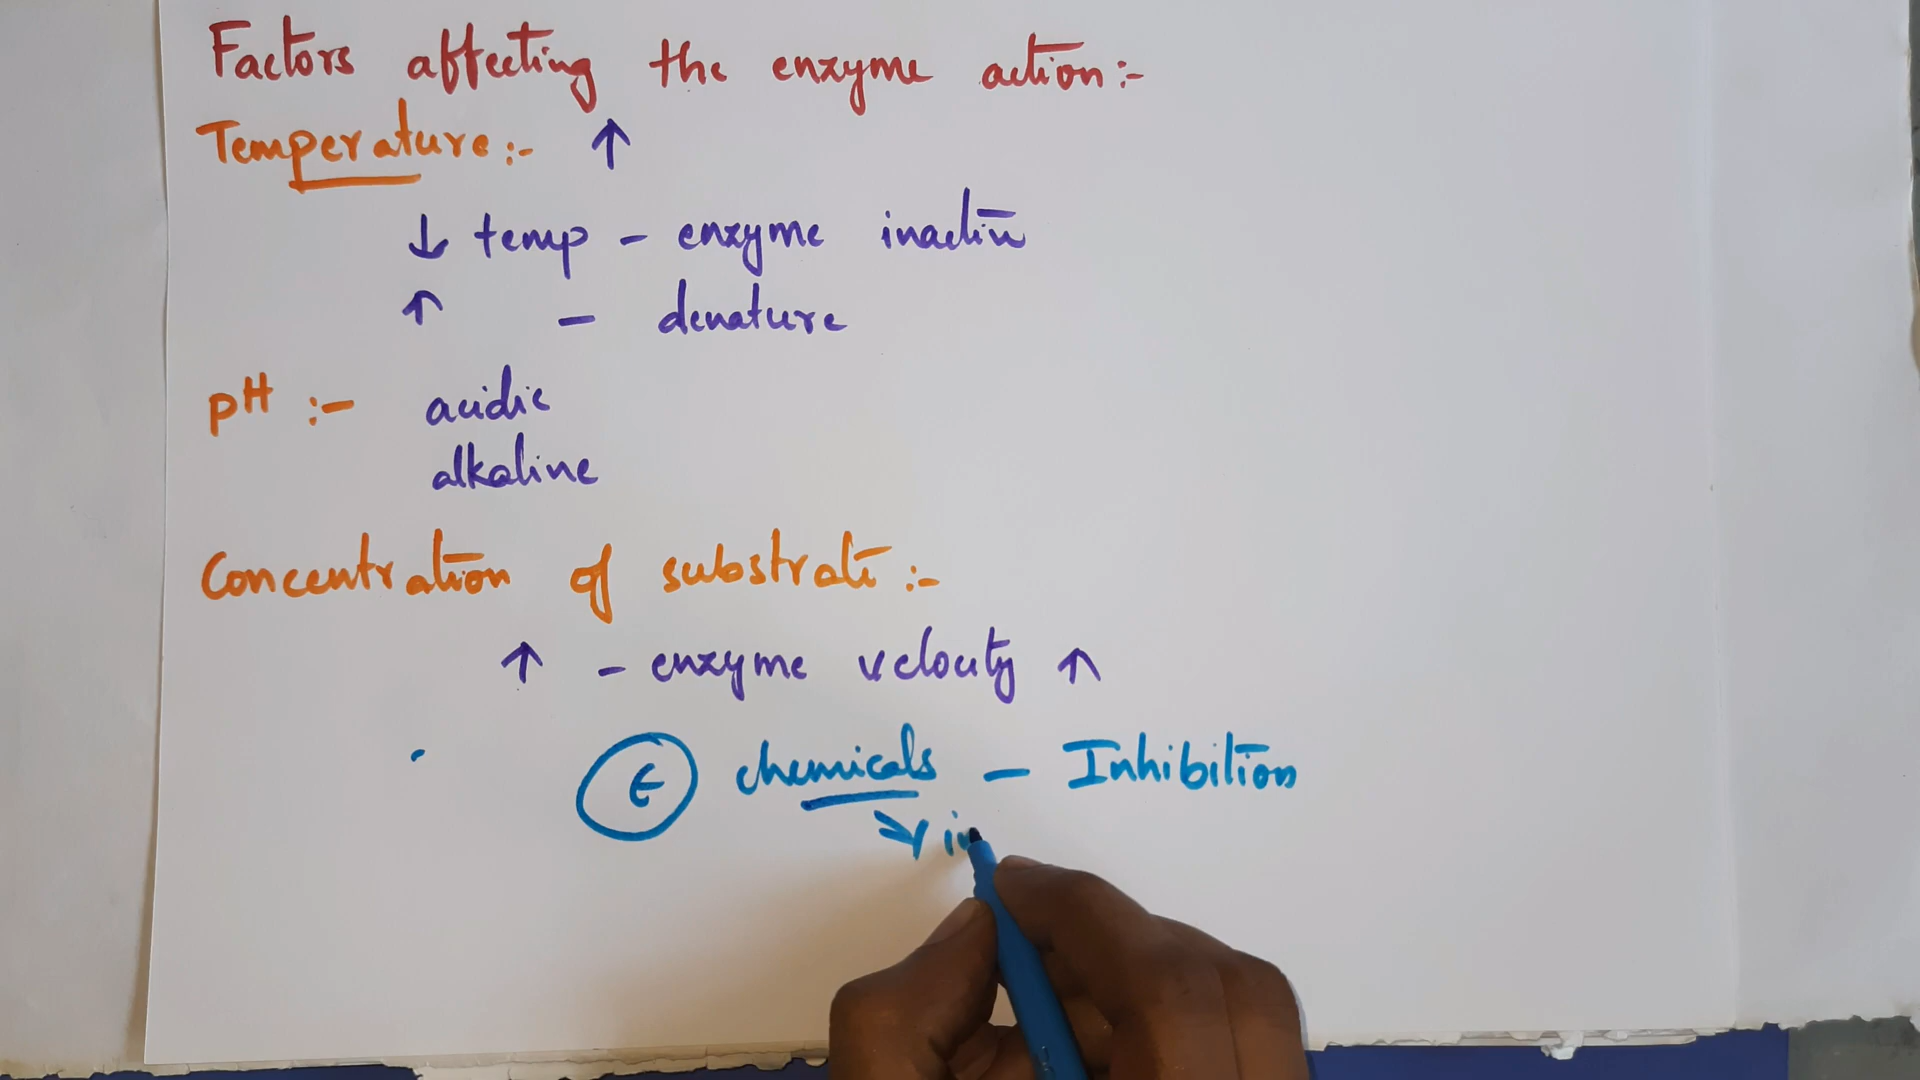 Factors affecting the enzyme action:-
Temperature:- ↑
↓ temp - enzyme inactive
↑ - denature
pH :- acidic
alkaline
Concentration of substrate:-
↑ - enzyme velocity ↑
E chemicals - Inhibition
in